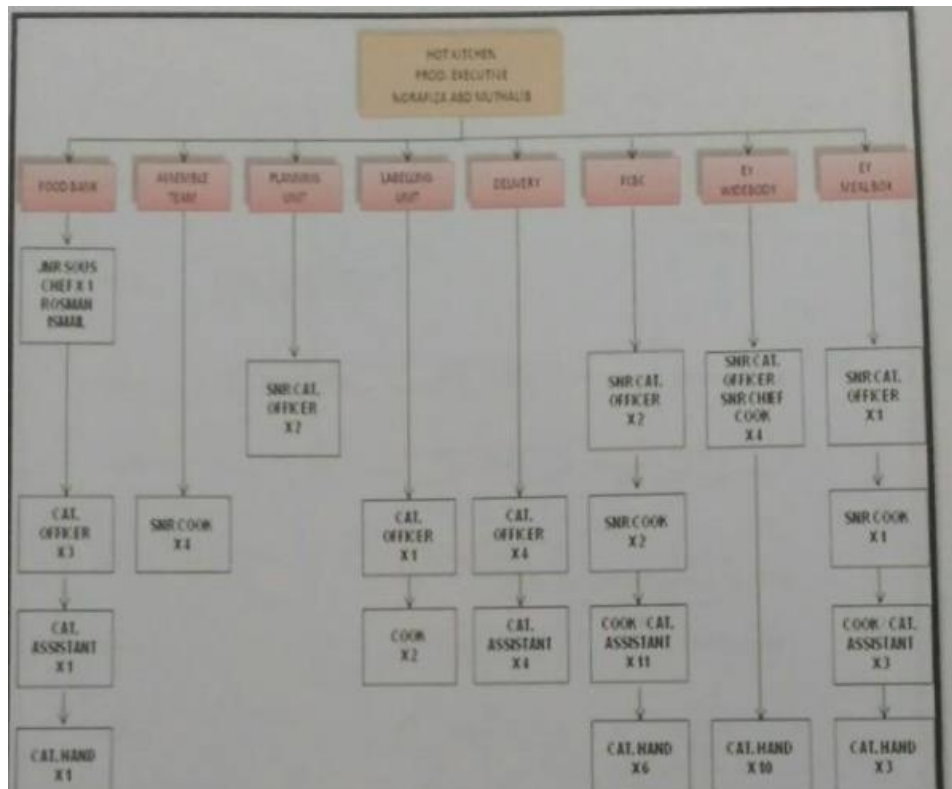 HOT KITCHEN
PROD. EXECUTIVE
NORAFIZA ABD MUTHALIB
FOOD BANK
ASSEMBLE
TEAM
PLANNING
UNIT
LABELLING
UNIT
DELIVERY
EY
WIDEBODY
EY
MEALBOX
JNR SOUS
CHEF X 1
ROSMAN
ISMAIL
SNR CAT.
OFFICER
X 2
SNR CAT.
OFFICER
X 2
SNR CAT.
OFFICER
SNR CHIEF
COOK
X 4
SNR CAT.
OFFICER
X 1
CAT.
OFFICER
X 3
SNR COOK
X 4
CAT.
OFFICER
X 1
CAT.
OFFICER
X 4
SNR COOK
X 2
SNR COOK
X 1
CAT.
ASSISTANT
X 1
COOK
X 2
CAT.
ASSISTANT
X 4
COOK CAT.
ASSISTANT
X 11
COOK CAT.
ASSISTANT
X 3
CAT. HAND
X 1
CAT. HAND
X 6
CAT. HAND
X 10
CAT. HAND
X 3